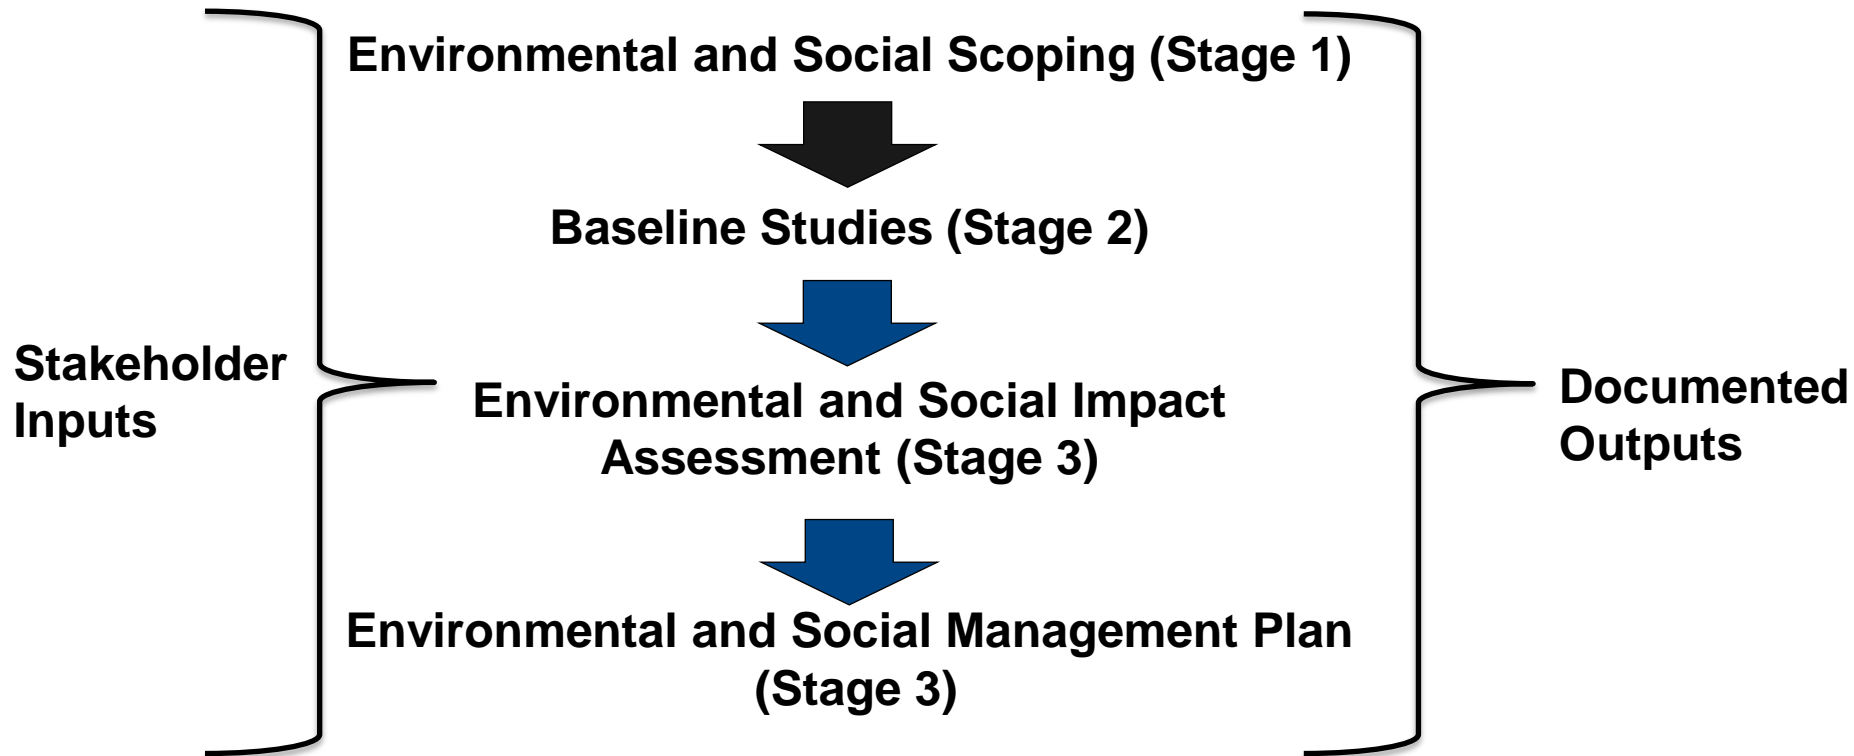 Environmental and Social Scoping (Stage 1)
Baseline Studies (Stage 2)
Stakeholder
Inputs
Environmental and Social Impact
Assessment (Stage 3)
Documented
Outputs
Environmental and Social Management Plan
(Stage 3)